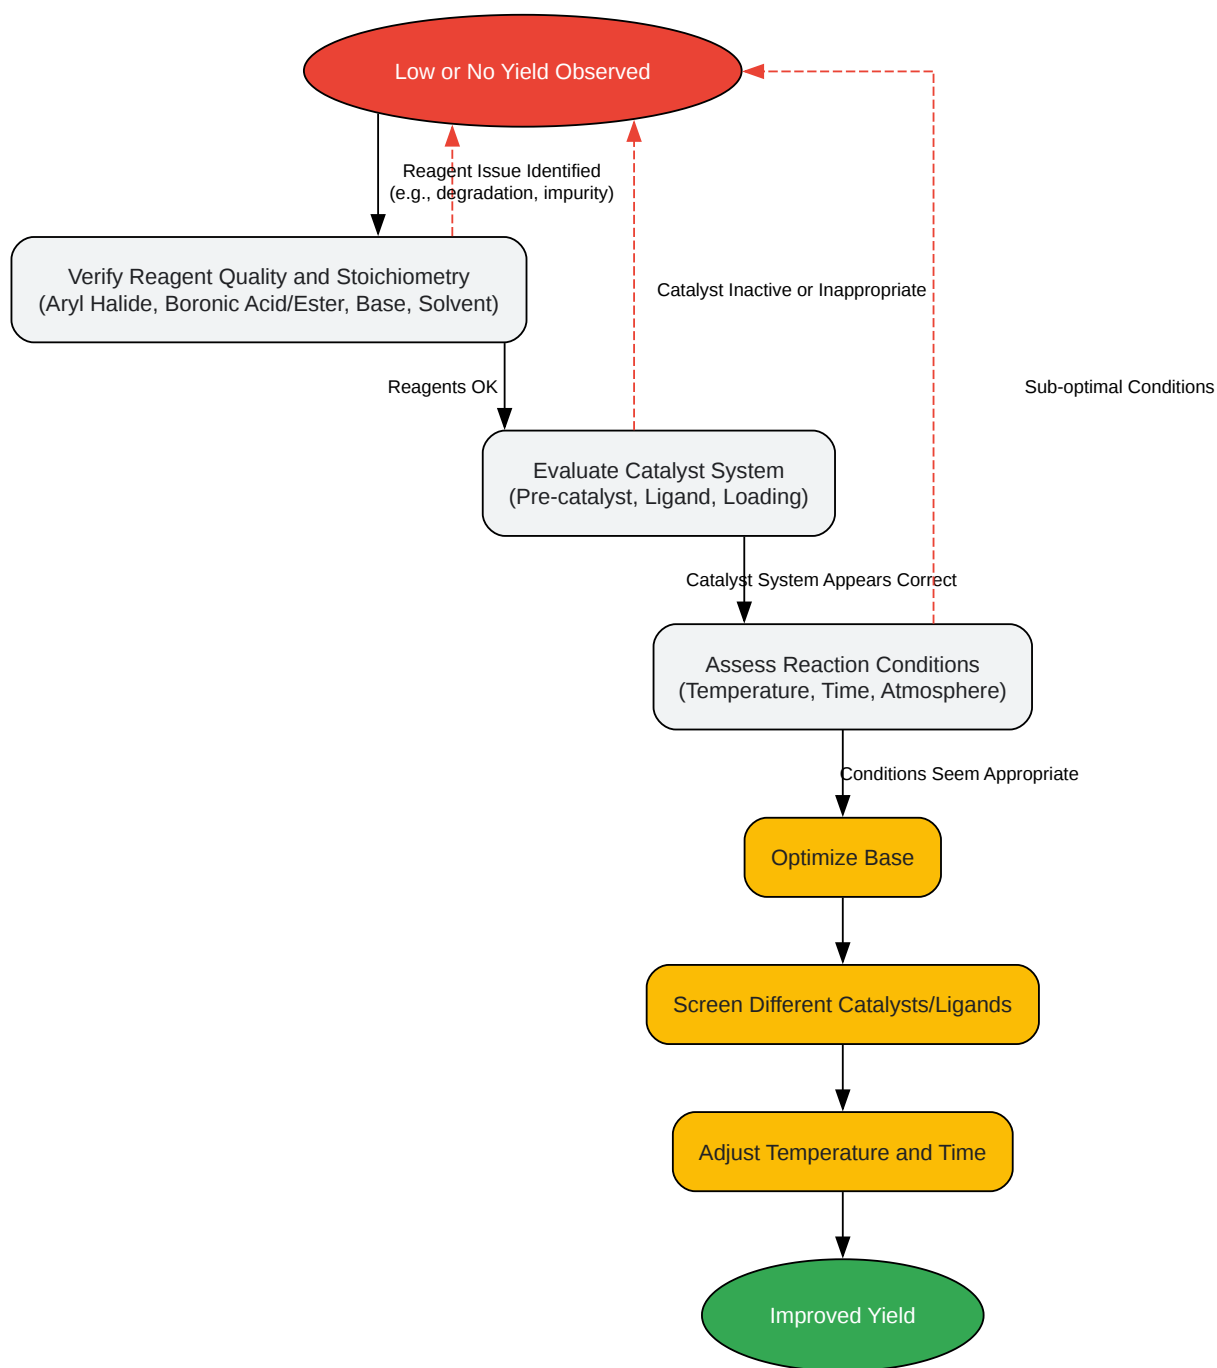 Low or No Yield Observed
Reagent Issue Identified
(e.g., degradation, impurity)
Verify Reagent Quality and Stoichiometry
(Aryl Halide, Boronic Acid/Ester, Base, Solvent)
Catalyst Inactive or Inappropriate
Reagents OK
Sub-optimal Conditions
Evaluate Catalyst System
(Pre-catalyst, Ligand, Loading)
Catalyst System Appears Correct
Assess Reaction Conditions
(Temperature, Time, Atmosphere)
Conditions Seem Appropriate
Optimize Base
Screen Different Catalysts/Ligands
Adjust Temperature and Time
Improved Yield